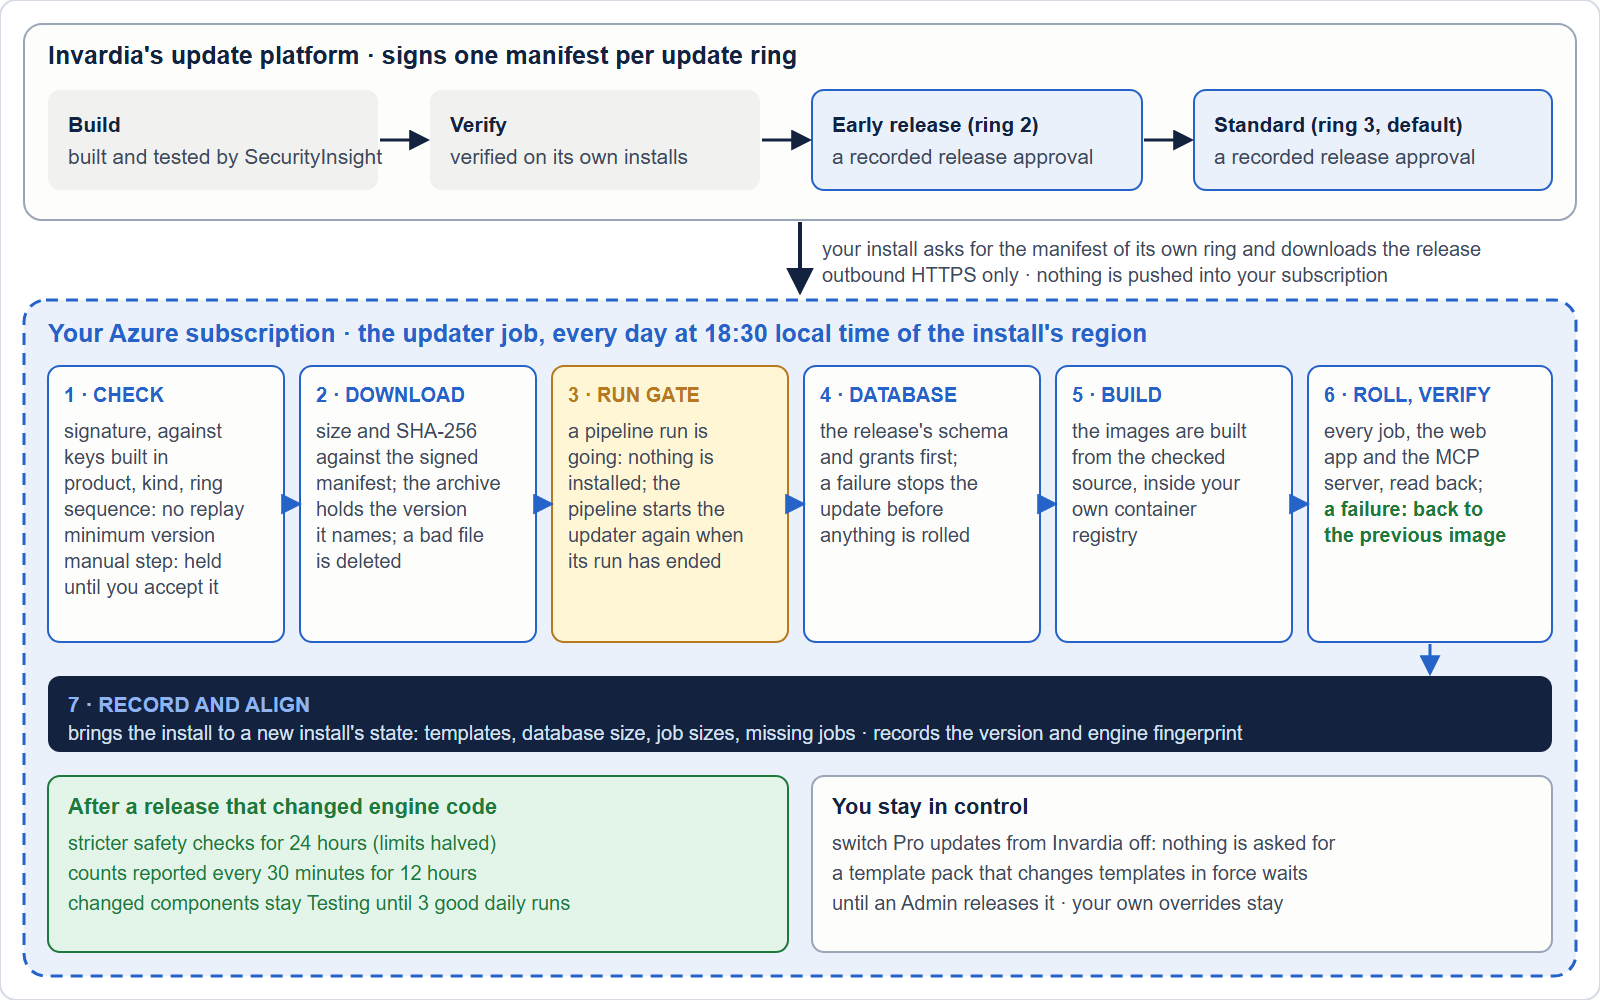 Invardia's update platform · signs one manifest per update ring
Build
built and tested by SecurityInsight
Verify
verified on its own installs
Early release (ring 2)
a recorded release approval
Standard (ring 3, default)
a recorded release approval
your install asks for the manifest of its own ring and downloads the release
outbound HTTPS only · nothing is pushed into your subscription
Your Azure subscription · the updater job, every day at 18:30 local time of the install's region
1 · CHECK
signature, against
keys built in
product, kind, ring
sequence: no replay
minimum version
manual step: held
until you accept it
2 · DOWNLOAD
size and SHA-256
against the signed
manifest; the archive
holds the version
it names; a bad file
is deleted
3 · RUN GATE
a pipeline run is
going: nothing is
installed; the
pipeline starts the
updater again when
its run has ended
4 · DATABASE
the release's schema
and grants first;
a failure stops the
update before
anything is rolled
5 · BUILD
the images are built
from the checked
source, inside your
own container
registry
6 · ROLL, VERIFY
every job, the web
app and the MCP
server, read back;
a failure: back to
the previous image
7 · RECORD AND ALIGN
brings the install to a new install's state: templates, database size, job sizes, missing jobs · records the version and engine fingerprint
After a release that changed engine code
stricter safety checks for 24 hours (limits halved)
counts reported every 30 minutes for 12 hours
changed components stay Testing until 3 good daily runs
You stay in control
switch Pro updates from Invardia off: nothing is asked for
a template pack that changes templates in force waits
until an Admin releases it · your own overrides stay